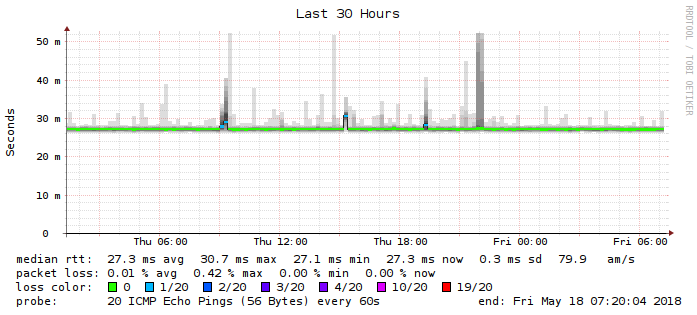 Last 30 Hours
RRDTOOL / TOBI OETIKER
Seconds
50 m
40 m
30 m
20 m
10 m
0
Thu 06:00 Thu 12:00 Thu 18:00 Fri 00:00 Fri 06:00
median rtt: 27.3 ms avg 30.7 ms max 27.1 ms min 27.3 ms now 0.3 ms sd 79.9 am/s
packet loss: 0.01 % avg 0.42 % max 0.00 % min 0.00 % now
loss color: 0 1/20 2/20 3/20 4/20 10/20 19/20
probe: 20 ICMP Echo Pings (56 Bytes) every 60s end: Fri May 18 07:20:04 2018